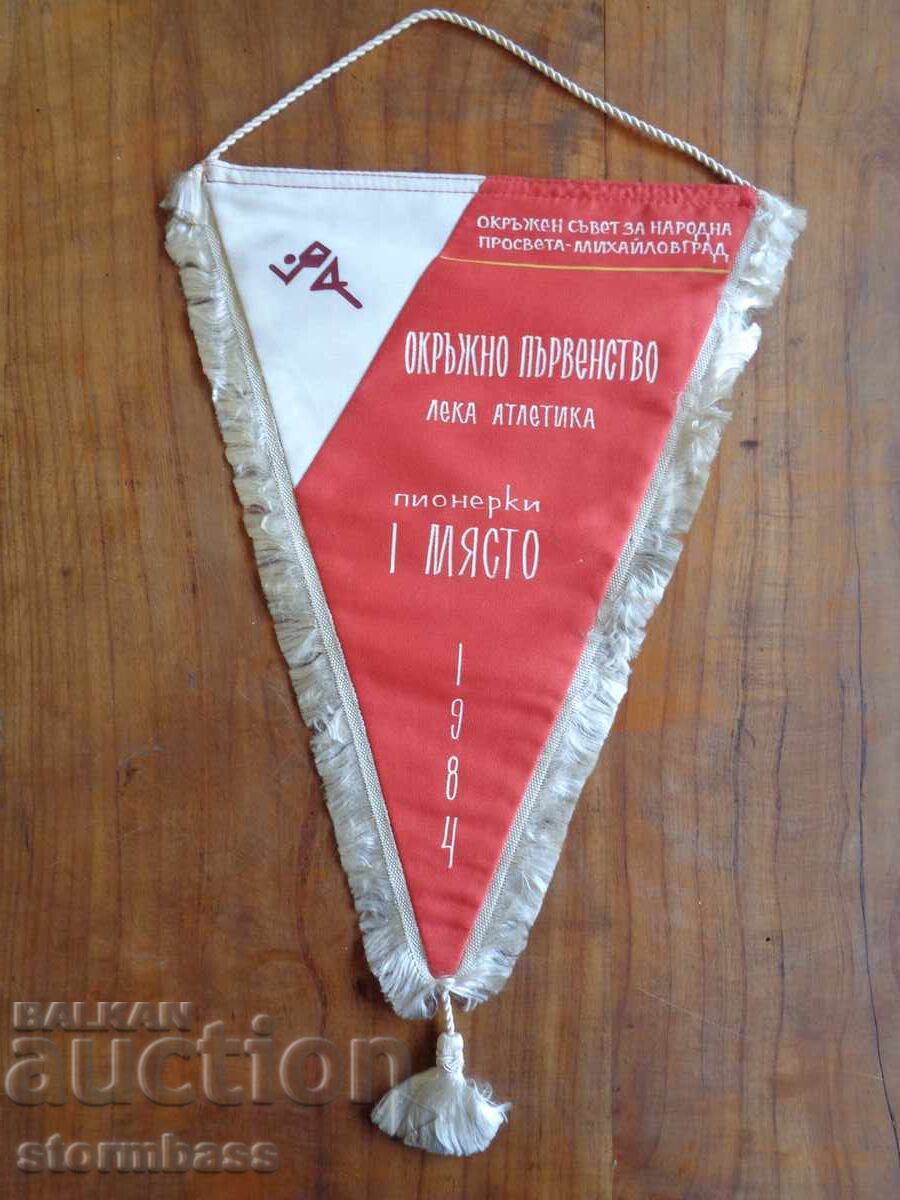 ОКРЪЖЕН СЪВЕТ ЗА НАРОДНА
ПРОСВЕТА-МИХАЙЛОВГРАД
ОКРЪЖНО ПЪРВЕНСТВО
ЛЕКА АТЛЕТИКА
пионерки
I МЯСТО
1
9
8
4
BALKAN
auction
stormbass